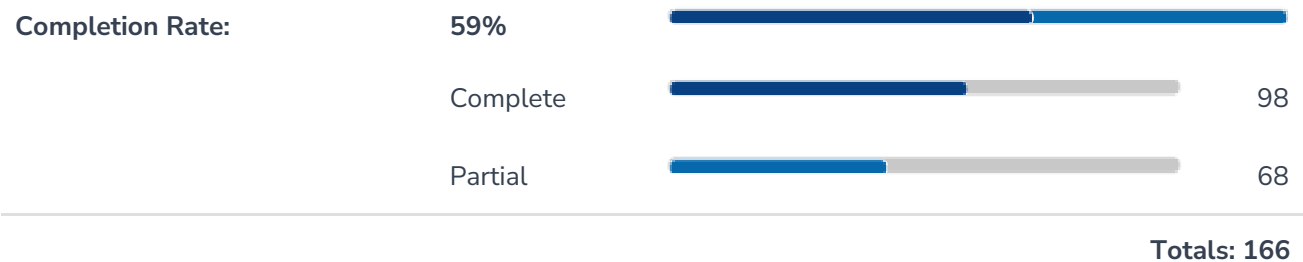 Completion Rate: 59%
Complete 98
Partial 68
Totals: 166